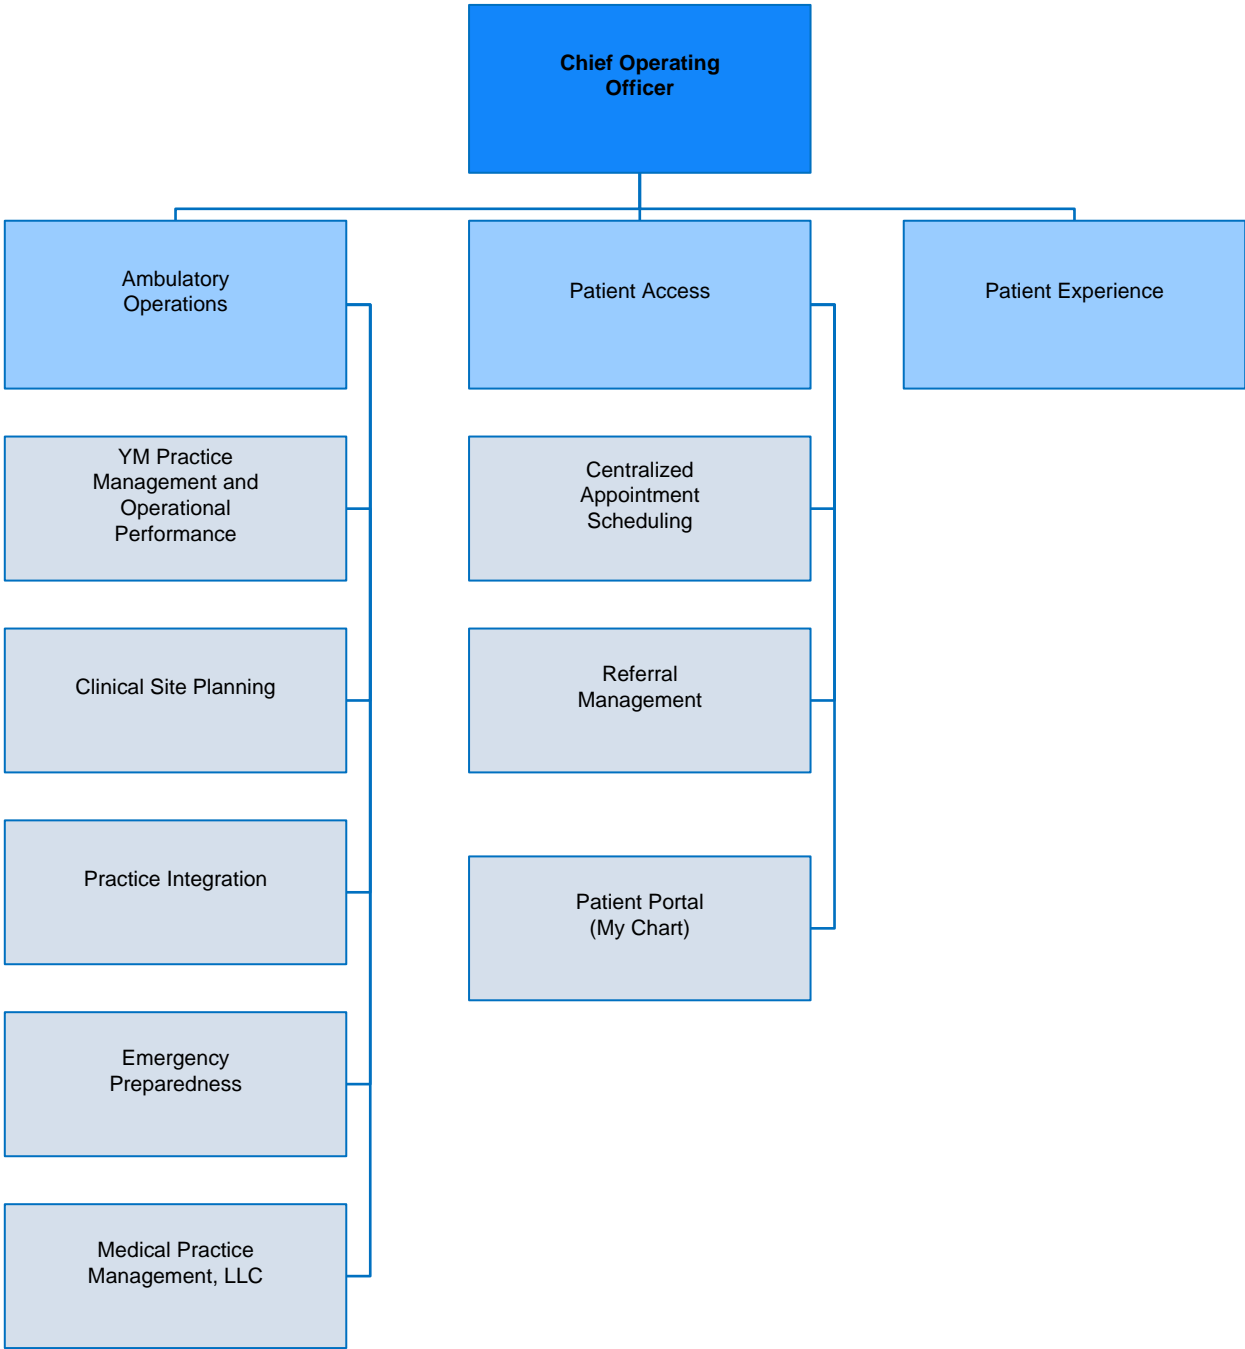 Chief Operating
Officer
Ambulatory
Operations
Patient Access
Patient Experience
YM Practice
Management and
Operational
Performance
Centralized
Appointment
Scheduling
Clinical Site Planning
Referral
Management
Practice Integration
Patient Portal
(My Chart)
Emergency
Preparedness
Medical Practice
Management, LLC